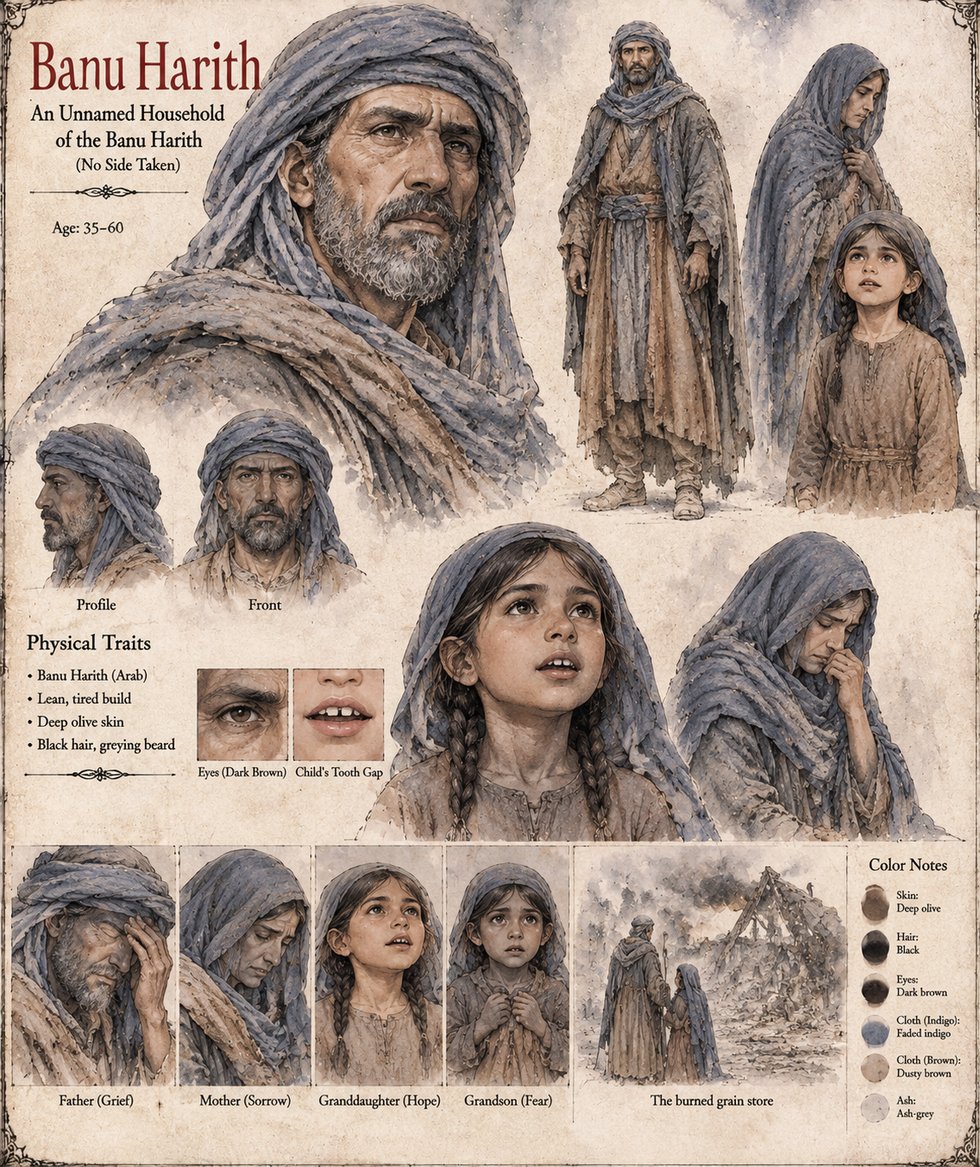 Banu Harith
An Unnamed Household
of the Banu Harith
(No Side Taken)
Age: 35–60
Profile
Front
Physical Traits
• Banu Harith (Arab)
• Lean, tired build
• Deep olive skin
• Black hair, greying beard
Eyes (Dark Brown)
Child's Tooth Gap
Father (Grief)
Mother (Sorrow)
Granddaughter (Hope)
Grandson (Fear)
The burned grain store
Color Notes
Skin:
Deep olive
Hair:
Black
Eyes:
Dark brown
Cloth (Indigo):
Faded indigo
Cloth (Brown):
Dusty brown
Ash:
Ash-grey